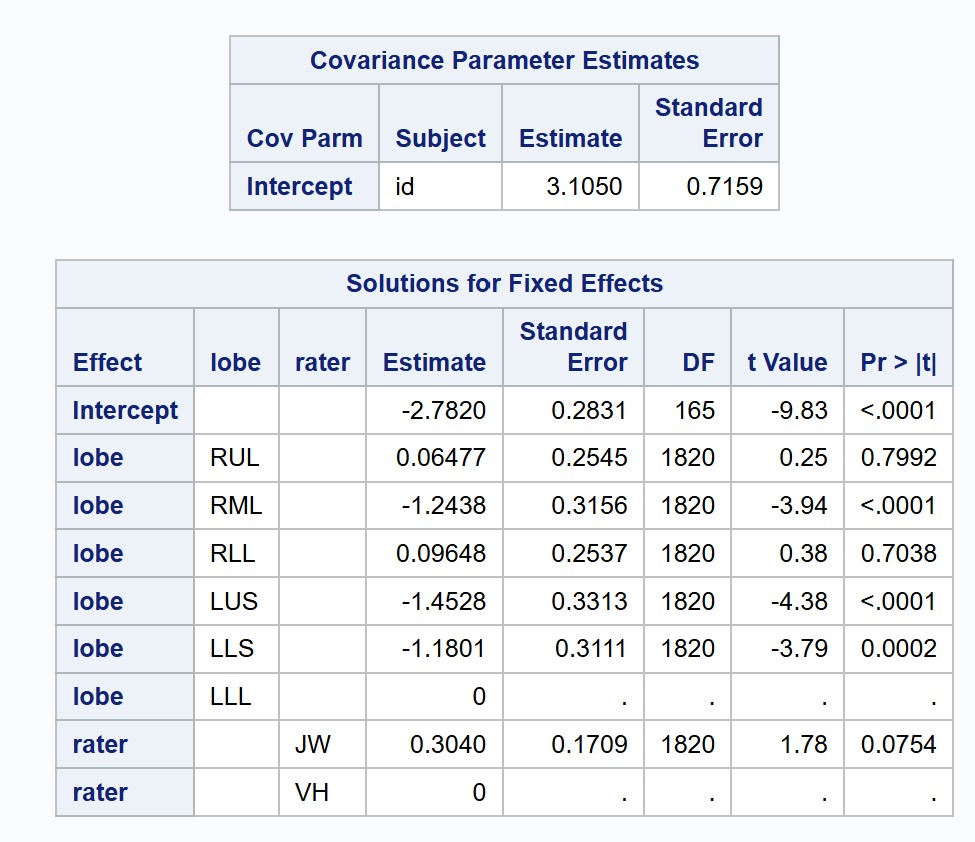 Covariance Parameter Estimates
Cov Parm Subject Estimate Standard Error
Intercept id 3.1050 0.7159
Solutions for Fixed Effects
Effect lobe rater Estimate Standard Error DF t Value Pr > |t|
Intercept -2.7820 0.2831 165 -9.83 <.0001
lobe RUL 0.06477 0.2545 1820 0.25 0.7992
lobe RML -1.2438 0.3156 1820 -3.94 <.0001
lobe RLL 0.09648 0.2537 1820 0.38 0.7038
lobe LUS -1.4528 0.3313 1820 -4.38 <.0001
lobe LLS -1.1801 0.3111 1820 -3.79 0.0002
lobe LLL 0 . . . .
rater JW 0.3040 0.1709 1820 1.78 0.0754
rater VH 0 . . . .